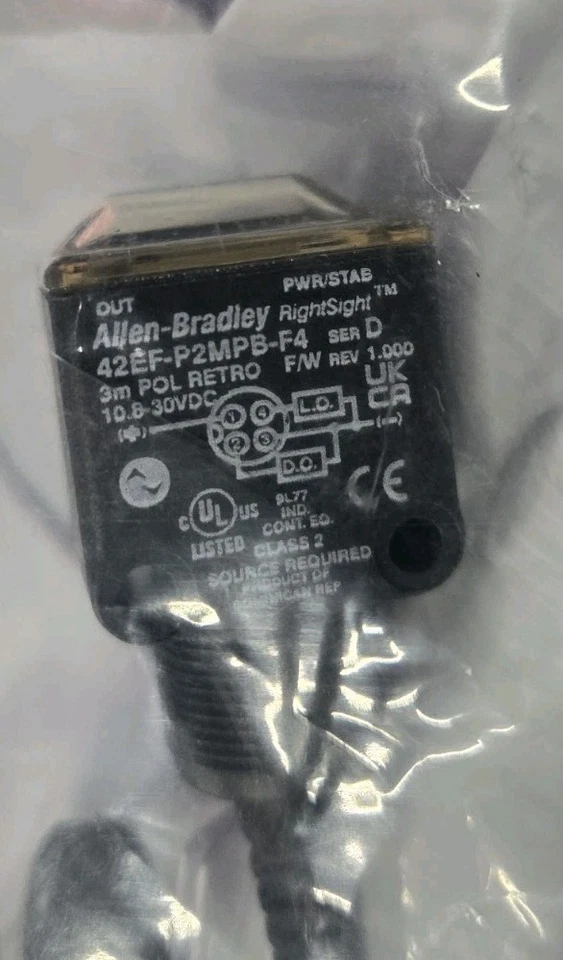 OUT PWR/STAB
Allen-Bradley RightSight™
42EF-P2MPB-F4 SER D
3m POL RETRO F/W REV 1.000
10.8-30VDC UK CA
(+) 1 4 L.O. (-)
2 3
D.O.
CE
c UL US 9L77
IND.
CONT. EQ.
LISTED CLASS 2
SOURCE REQUIRED
PRODUCT OF
DOMINICAN REP